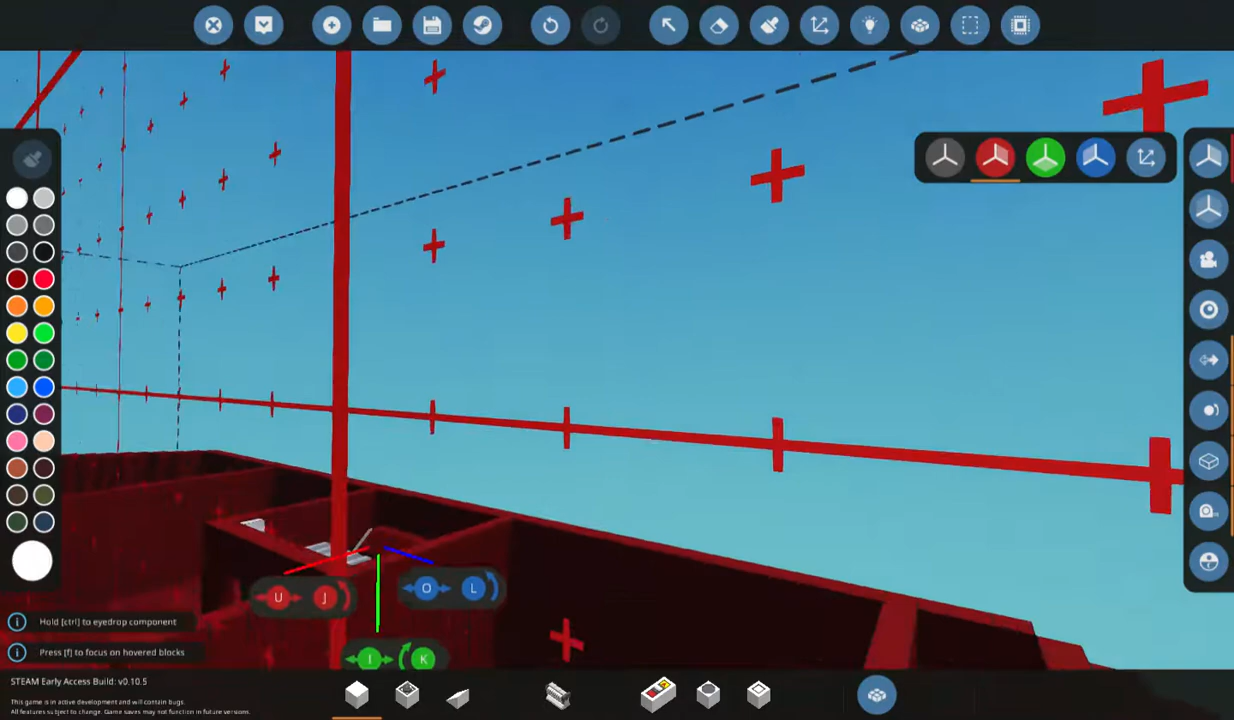 U
J
O
L
I
K
Hold [ctrl] to eyedrop component
Press [f] to focus on hovered blocks
STEAM Early Access Build: v0.10.5
This game is in active development and will contain bugs.
All features subject to change. Game saves may not function in future versions.